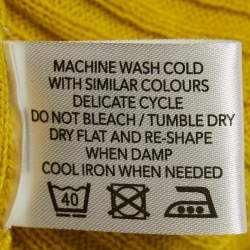 MACHINE WASH COLD
WITH SIMILAR COLOURS
DELICATE CYCLE
DO NOT BLEACH / TUMBLE DRY
DRY FLAT AND RE-SHAPE
WHEN DAMP
COOL IRON WHEN NEEDED
40